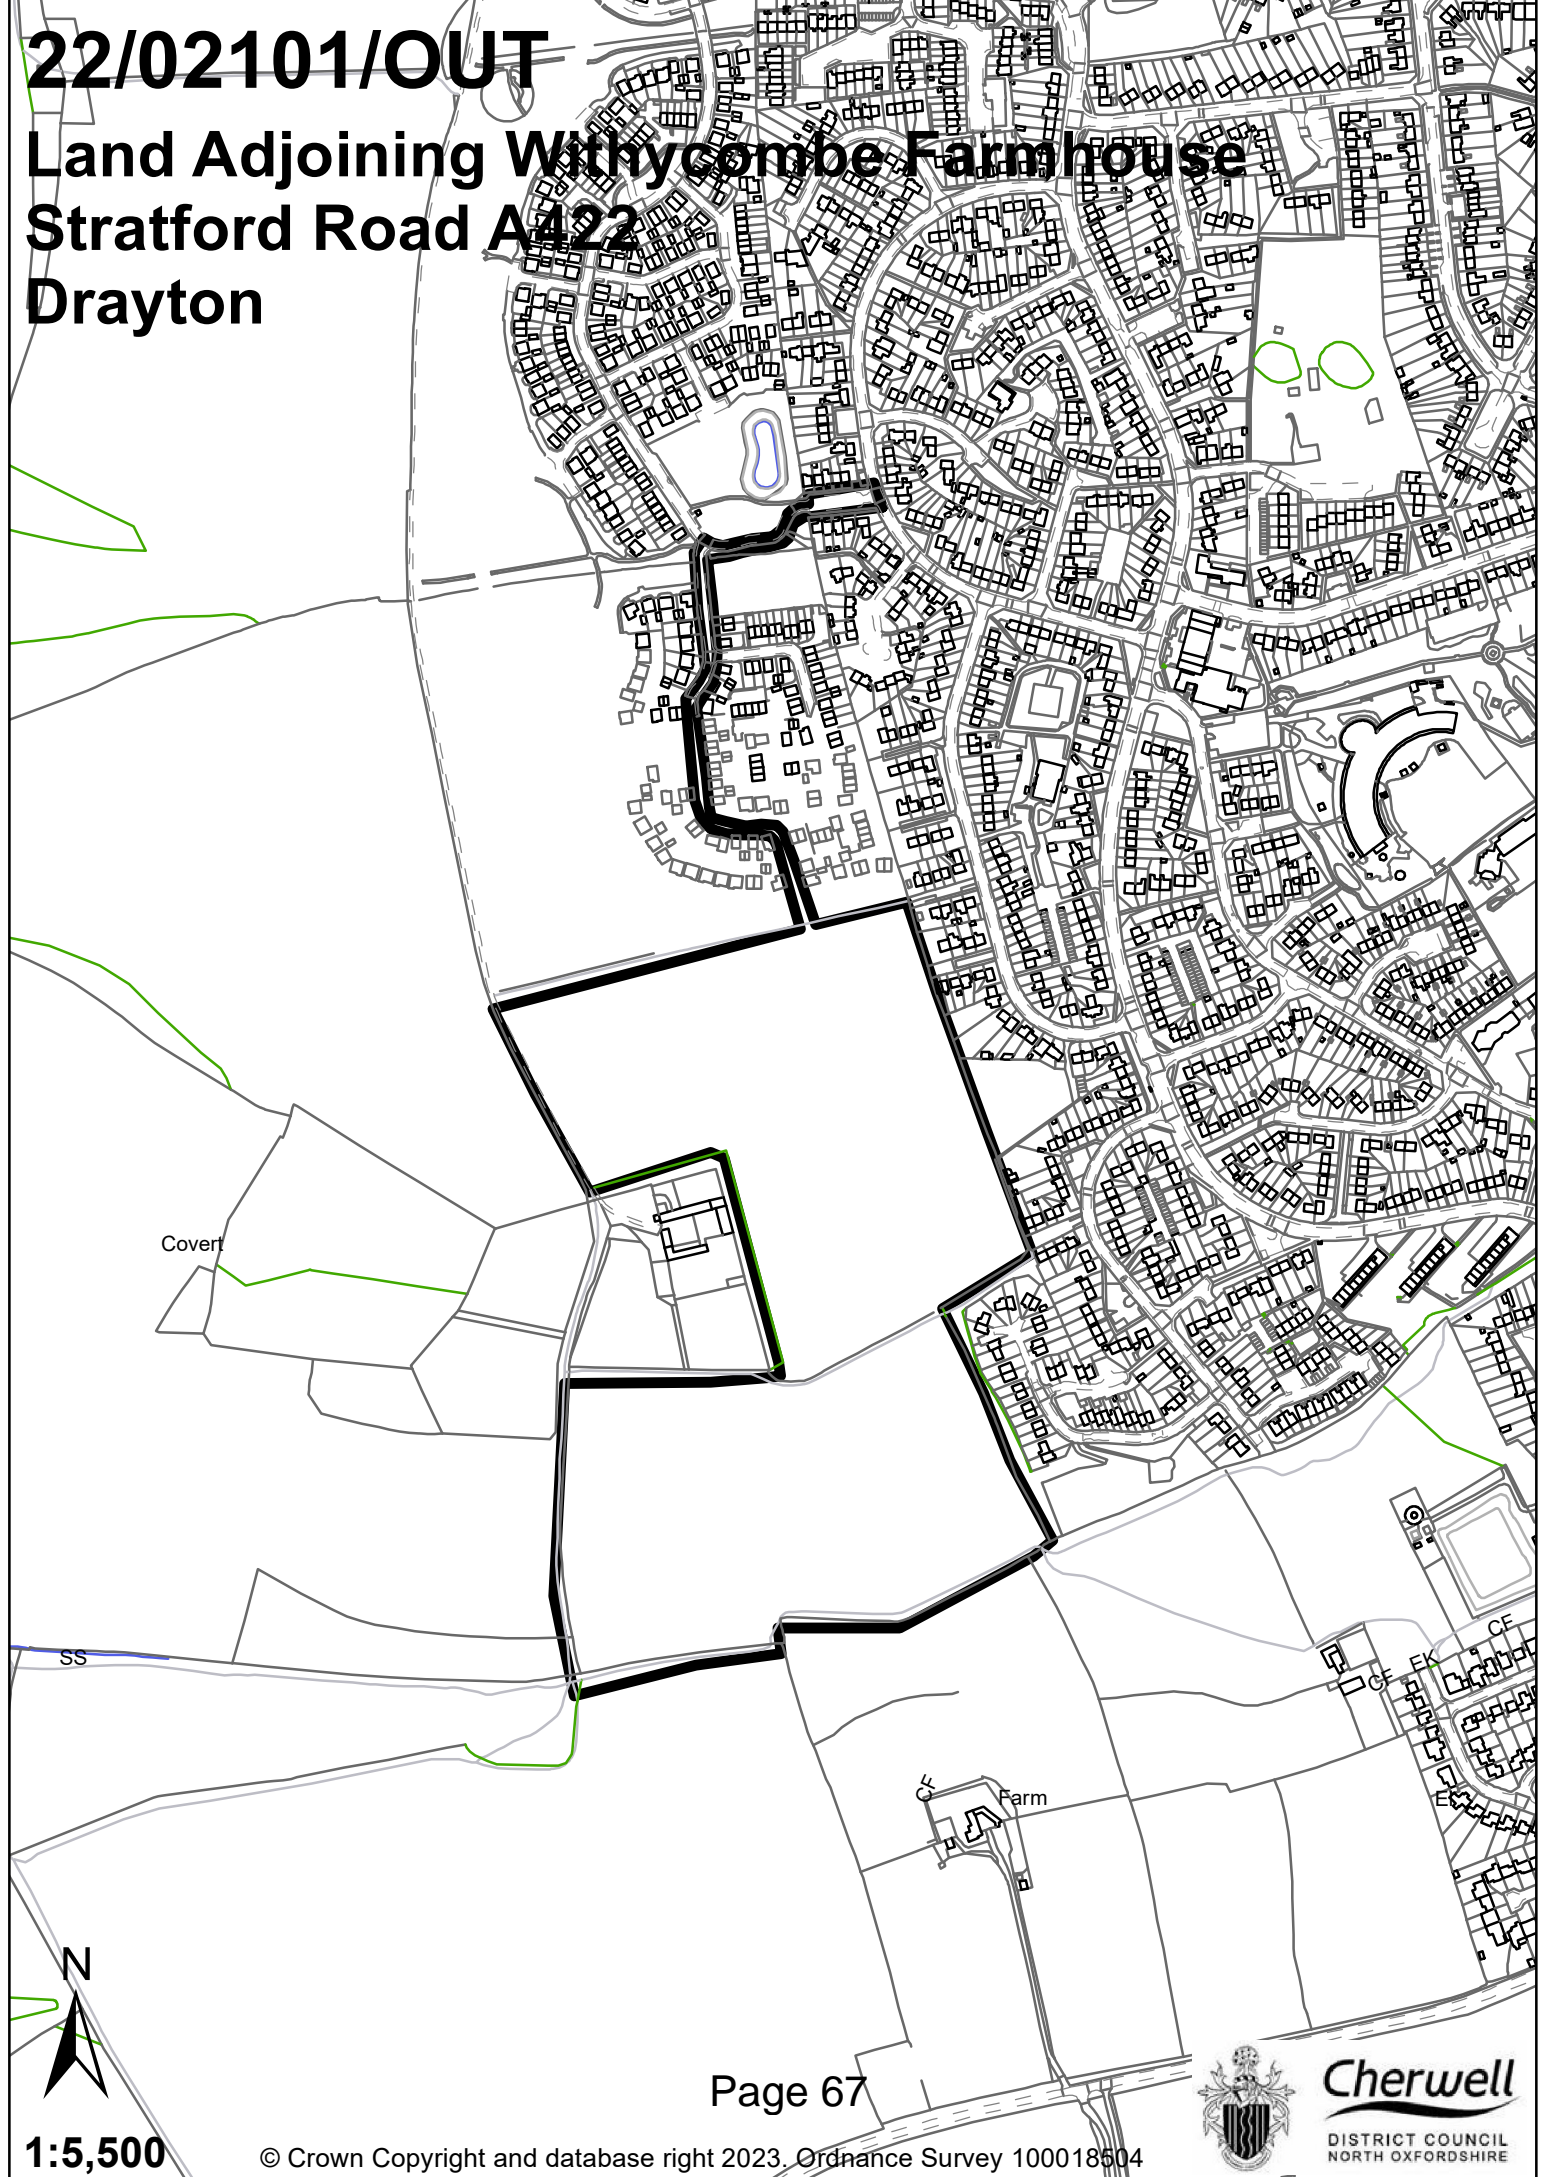 22/02101/OUT
Land Adjoining Withycombe Farmhouse
Stratford Road A422
Drayton
Covert
SS
CF
EK
CF
CF
Farm
N
Page 67
1:5,500
© Crown Copyright and database right 2023. Ordnance Survey 100018504
Cherwell
DISTRICT COUNCIL
NORTH OXFORDSHIRE